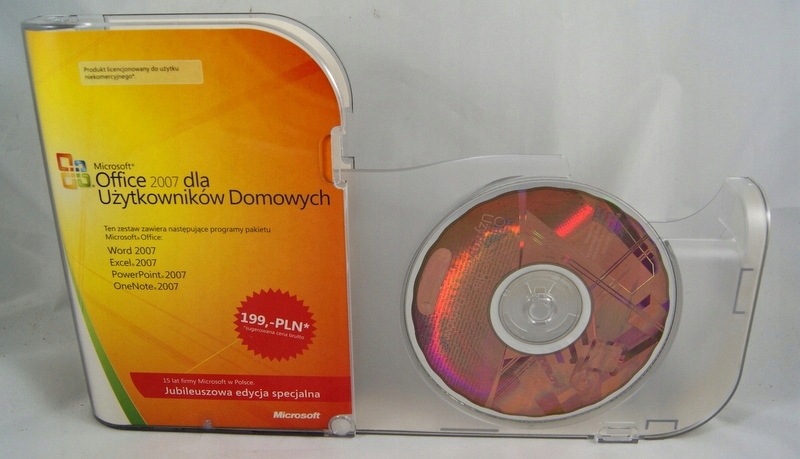 Produkt licencjonowany do użytku
niekomercyjnego*.
Microsoft®
Office 2007 dla
Użytkowników Domowych
Ten zestaw zawiera następujące programy pakietu
Microsoft® Office:
Word 2007
Excel® 2007
PowerPoint® 2007
OneNote® 2007
199,-PLN*
*sugerowana cena brutto
15 lat firmy Microsoft w Polsce.
Jubileuszowa edycja specjalna
Microsoft